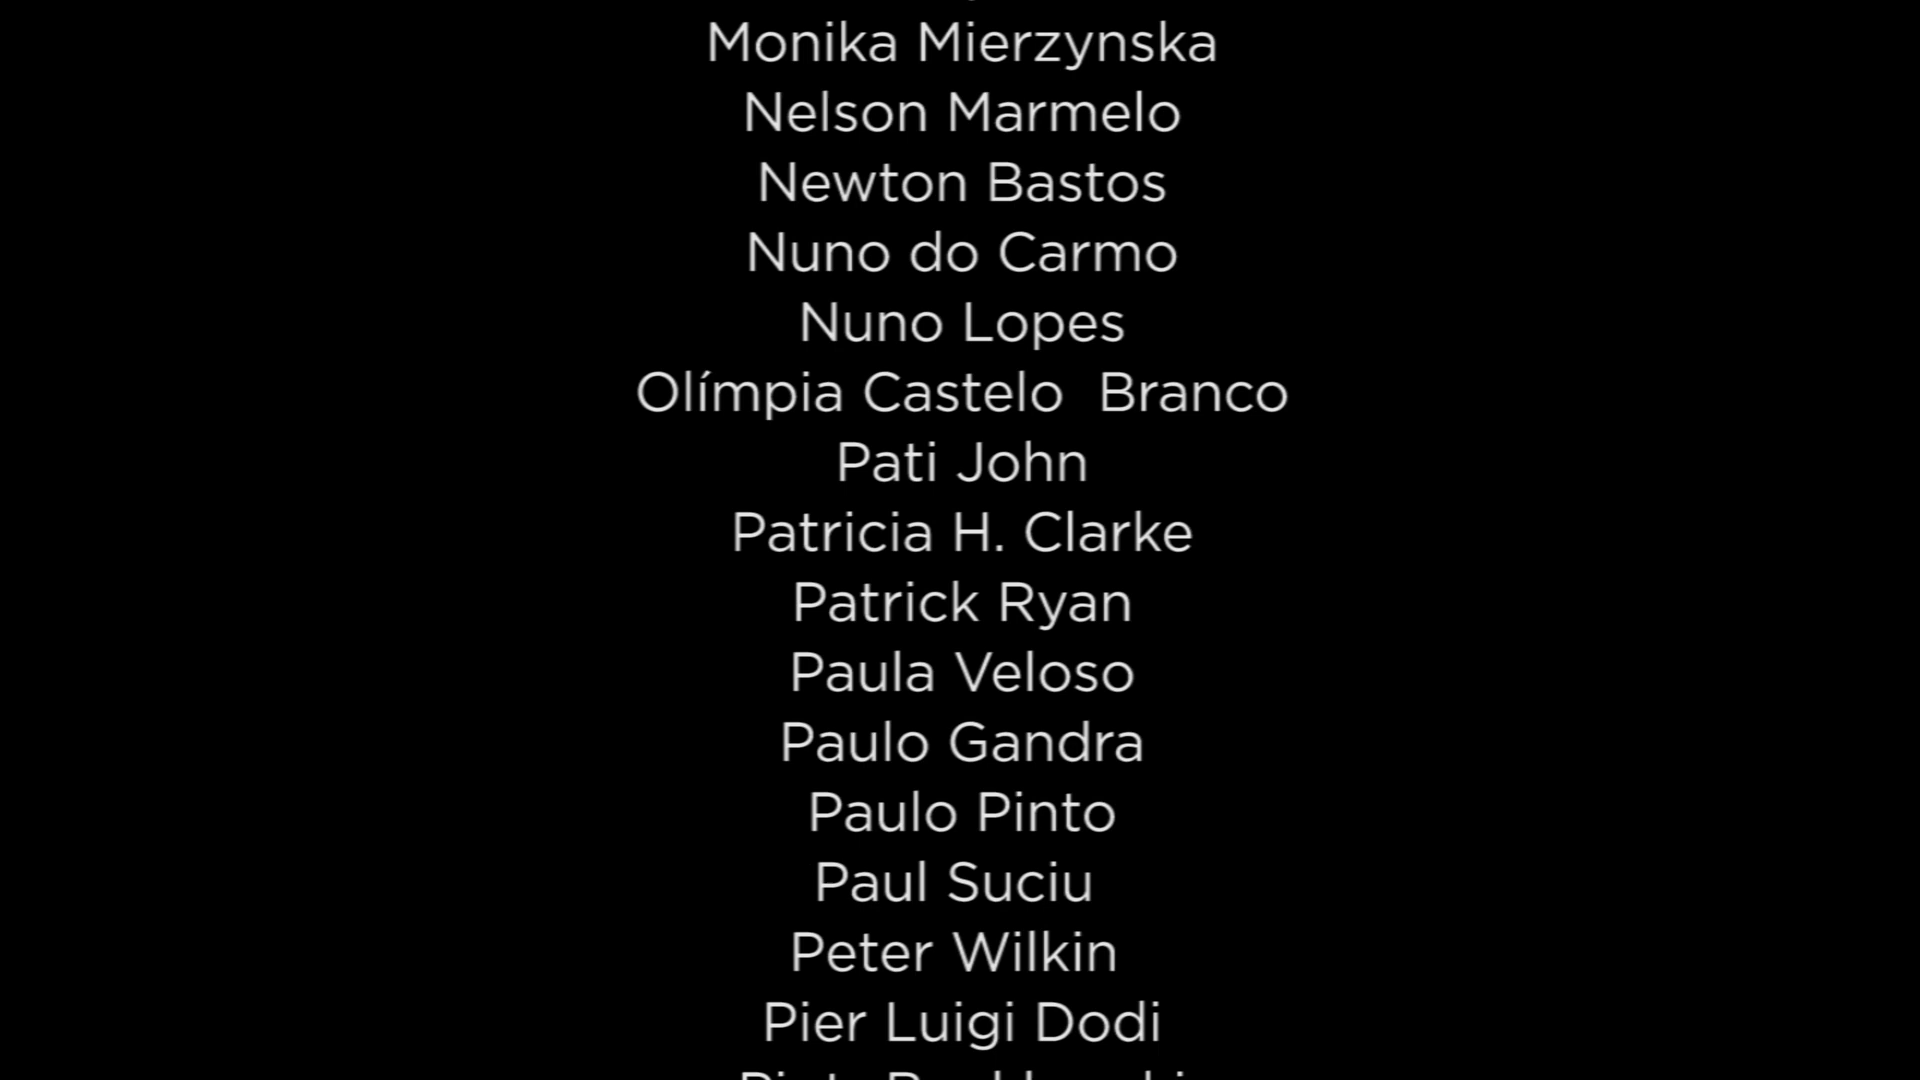 Monika Mierzynska
Nelson Marmelo
Newton Bastos
Nuno do Carmo
Nuno Lopes
Olímpia Castelo  Branco
Pati John
Patricia H. Clarke
Patrick Ryan
Paula Veloso
Paulo Gandra
Paulo Pinto
Paul Suciu
Peter Wilkin
Pier Luigi Dodi